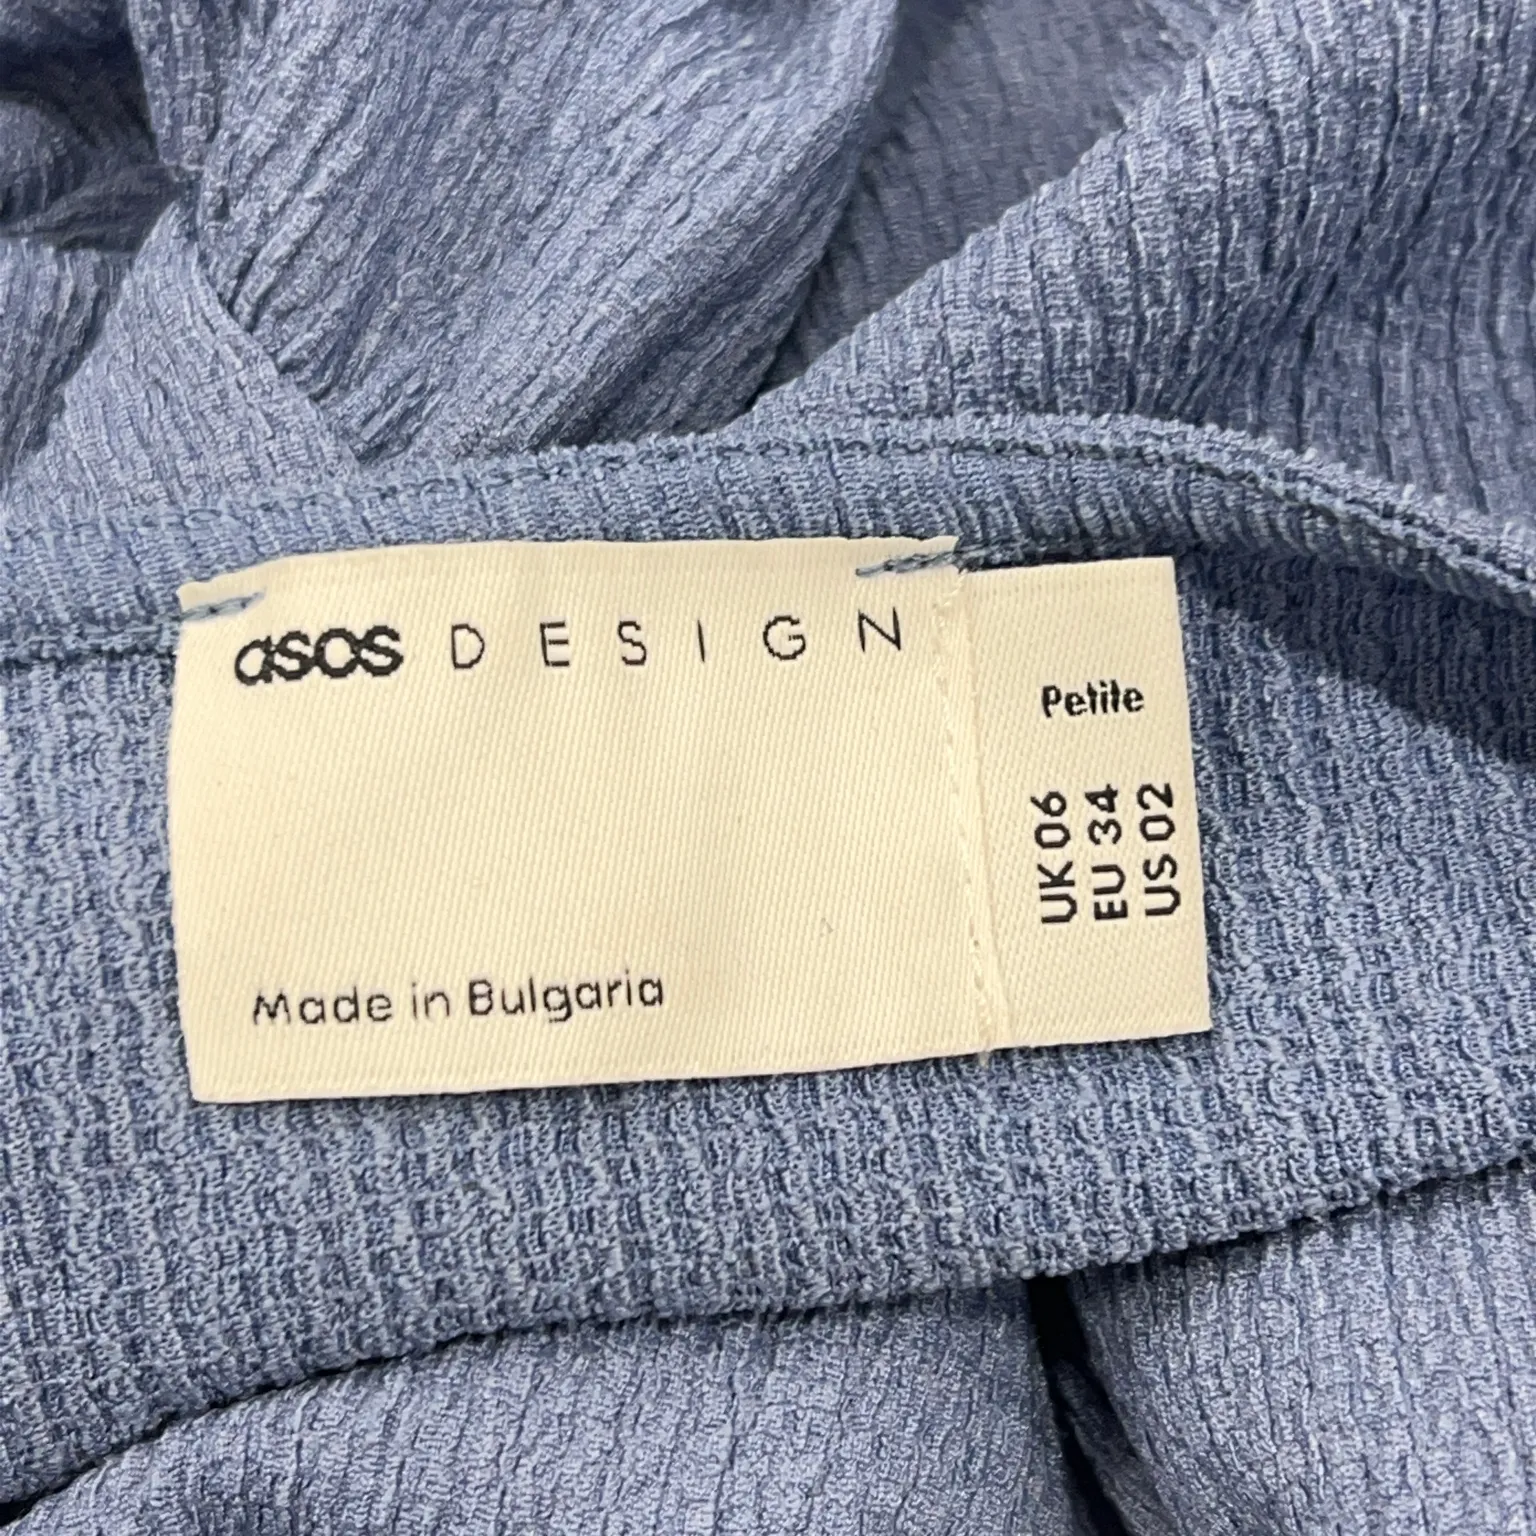 asos DESIGN
Made in Bulgaria
Petite
UK 06
EU 34
US 02